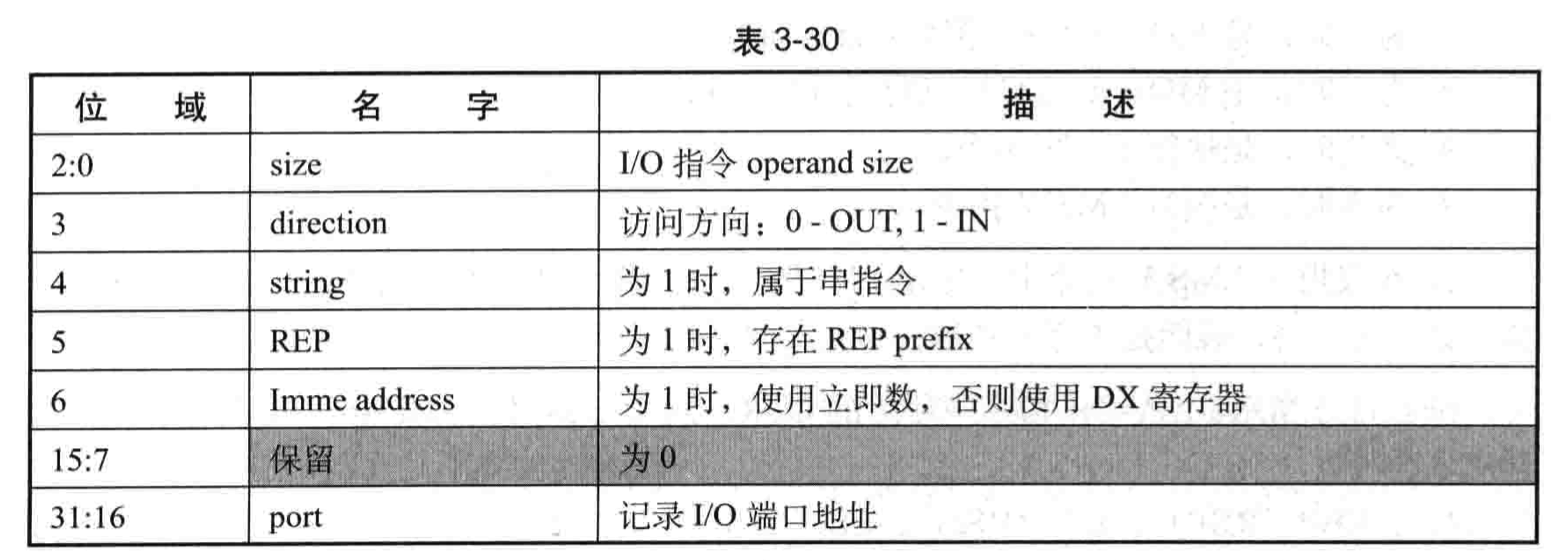 表 3-30
位 域 名 字 描 述
2:0 size I/O 指令 operand size
3 direction 访问方向：0 - OUT, 1 - IN
4 string 为 1 时，属于串指令
5 REP 为 1 时，存在 REP prefix
6 Imme address 为 1 时，使用立即数，否则使用 DX 寄存器
15:7 保留 为 0
31:16 port 记录 I/O 端口地址